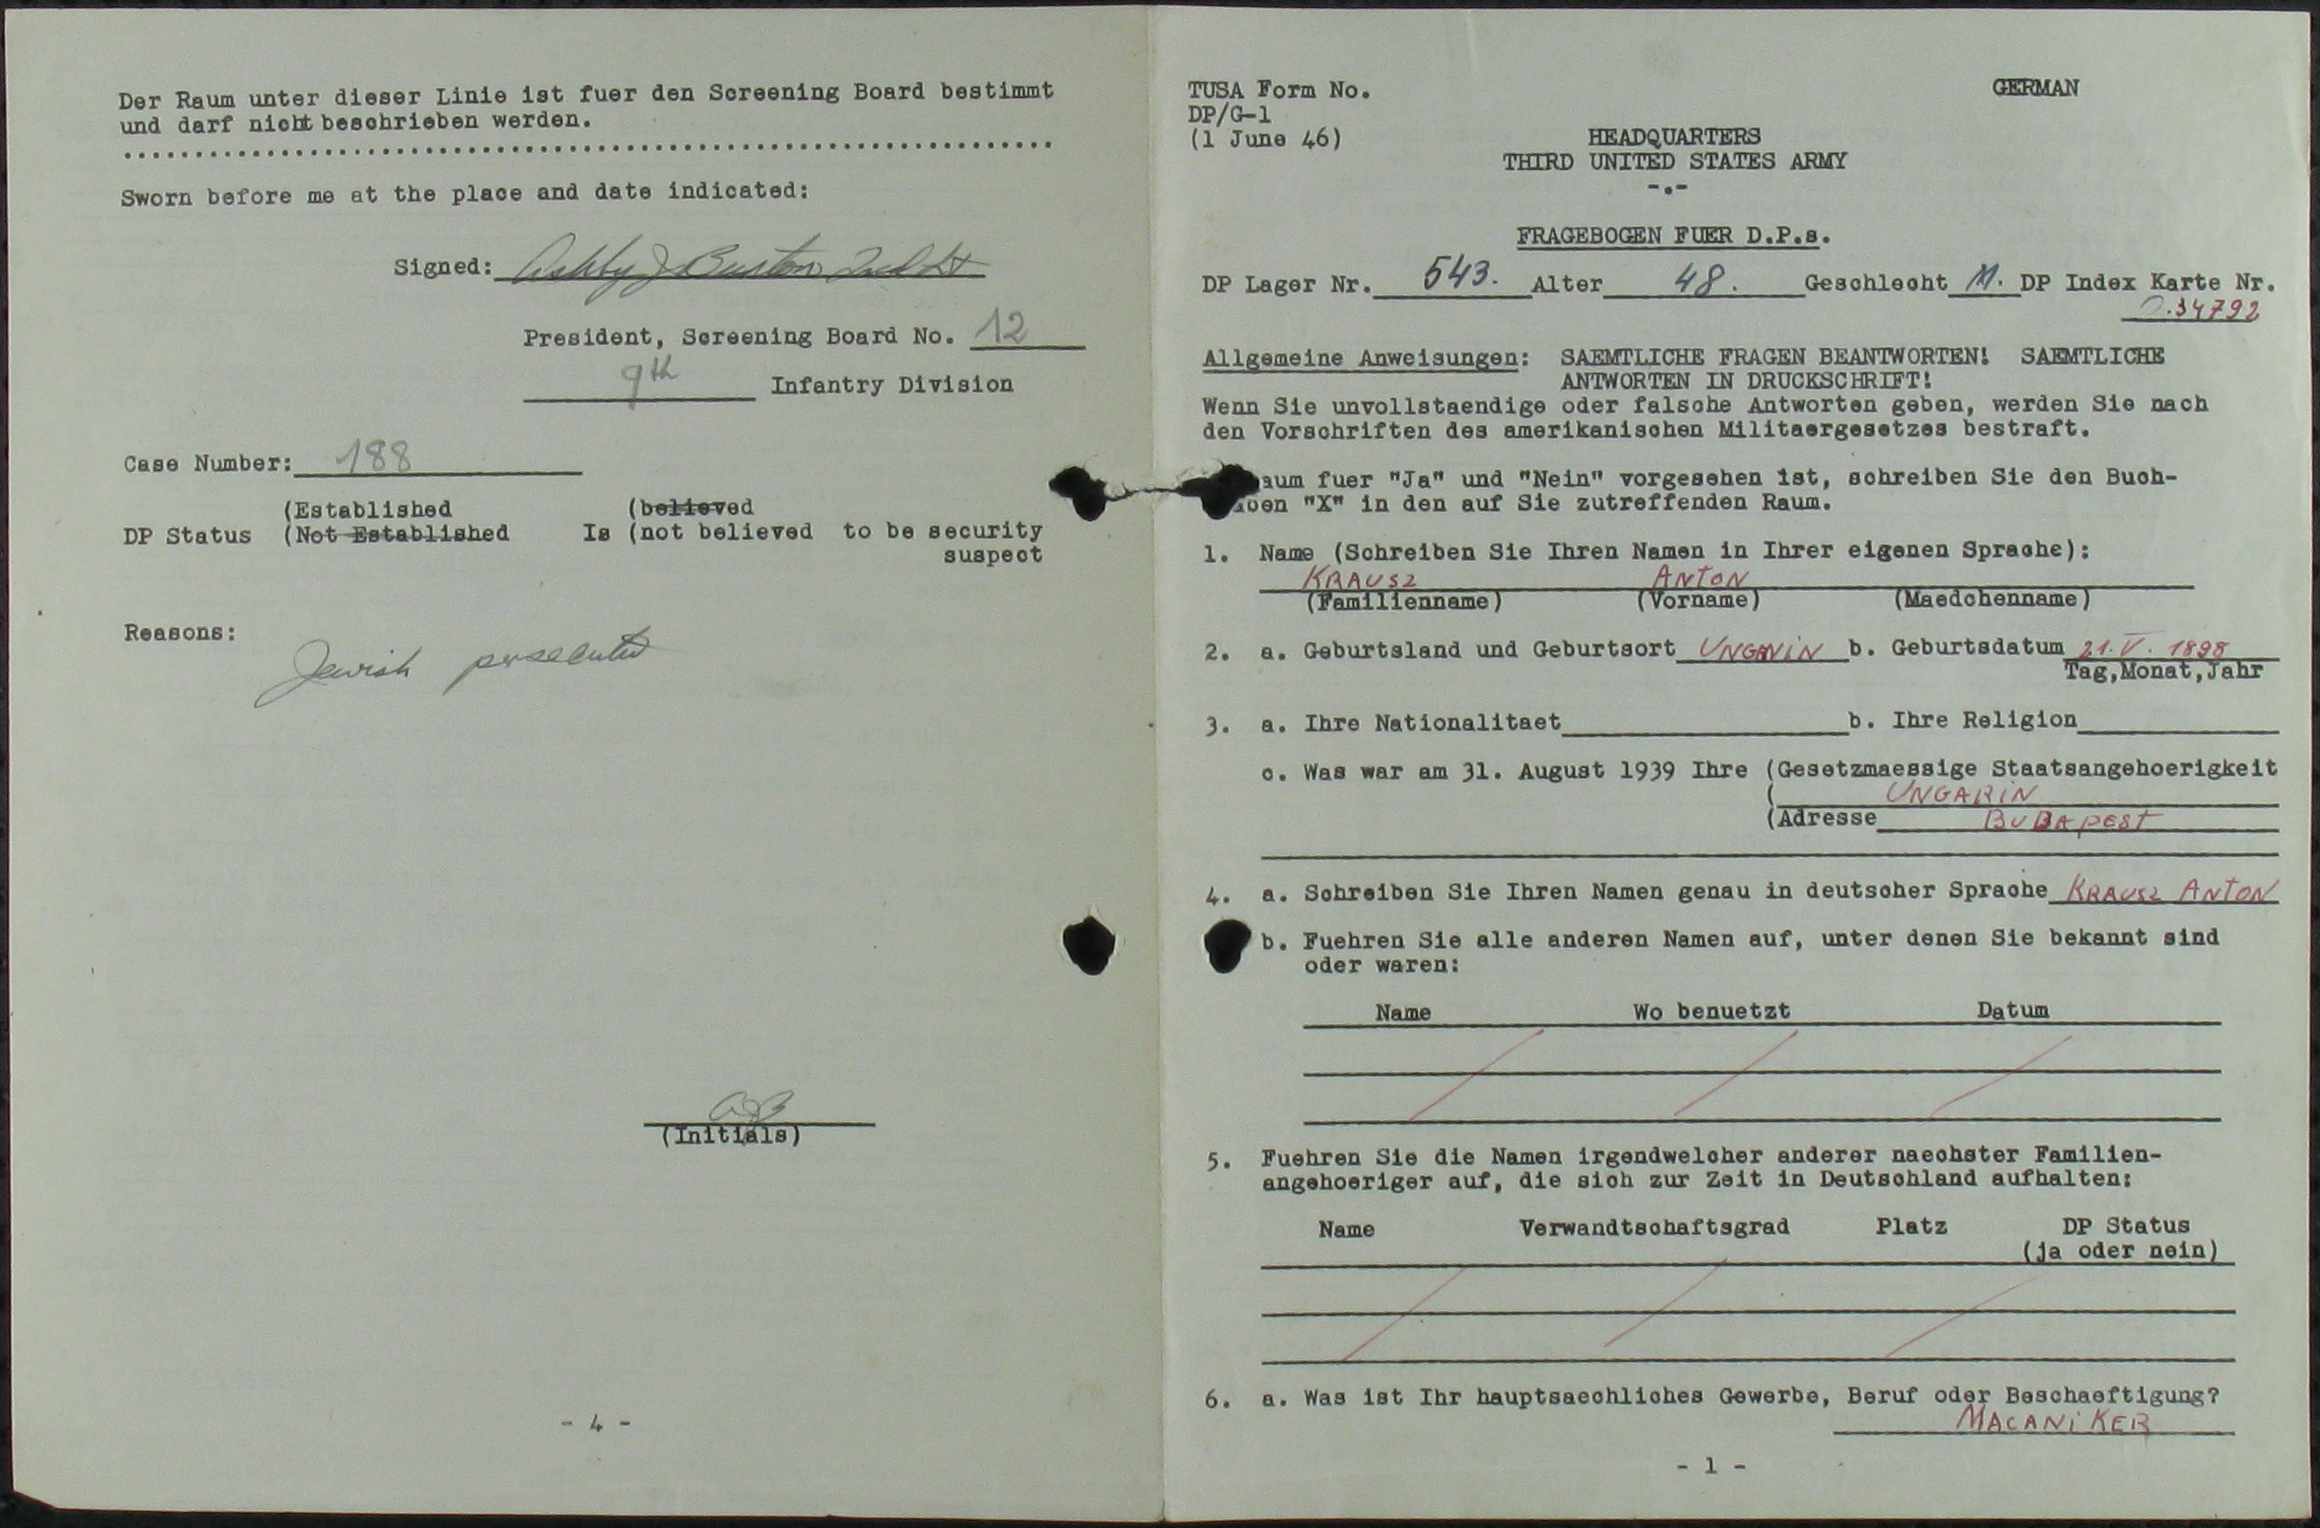 Der Raum unter dieser Linie ist fuer den Screening Board bestimmt
und darf nicht beschrieben werden.
Sworn before me at the place and date indicated:
Signed: Ashby J Burton 2nd Lt
President, Screening Board No. 12
9th Infantry Division
Case Number: 188
(Established (believed
DP Status (Not Established Is (not believed to be security
suspect
Reasons:
Jewish persecuted
AJB
(Initials)
- 4 -
TUSA Form No. GERMAN
DP/G-1
(1 June 46) HEADQUARTERS
THIRD UNITED STATES ARMY
-.-
FRAGEBOGEN FUER D.P.s.
DP Lager Nr. 543. Alter 48. Geschlecht M. DP Index Karte Nr.
34792
Allgemeine Anweisungen: SAEMTLICHE FRAGEN BEANTWORTEN! SAEMTLICHE
ANTWORTEN IN DRUCKSCHRIFT!
Wenn Sie unvollstaendige oder falsche Antworten geben, werden Sie nach
den Vorschriften des amerikanischen Militaergesetzes bestraft.
aum fuer "Ja" und "Nein" vorgesehen ist, schreiben Sie den Buch-
ben "X" in den auf Sie zutreffenden Raum.
1. Name (Schreiben Sie Ihren Namen in Ihrer eigenen Sprache):
KRAUSZ ANTON
(Familienname) (Vorname) (Maedchenname)
2. a. Geburtsland und Geburtsort UNGARIN b. Geburtsdatum 21. V. 1898
Tag,Monat,Jahr
3. a. Ihre Nationalitaet b. Ihre Religion
c. Was war am 31. August 1939 Ihre (Gesetzmaessige Staatsangehoerigkeit
( UNGARIN
(Adresse BUDAPEST
4. a. Schreiben Sie Ihren Namen genau in deutscher Sprache KRAUSZ ANTON
b. Fuehren Sie alle anderen Namen auf, unter denen Sie bekannt sind
oder waren:
Name Wo benuetzt Datum
5. Fuehren Sie die Namen irgendwelcher anderer naechster Familien-
angehoeriger auf, die sich zur Zeit in Deutschland aufhalten:
Name Verwandtschaftsgrad Platz DP Status
(ja oder nein)
6. a. Was ist Ihr hauptsaechliches Gewerbe, Beruf oder Beschaeftigung?
MACANiKER
- 1 -